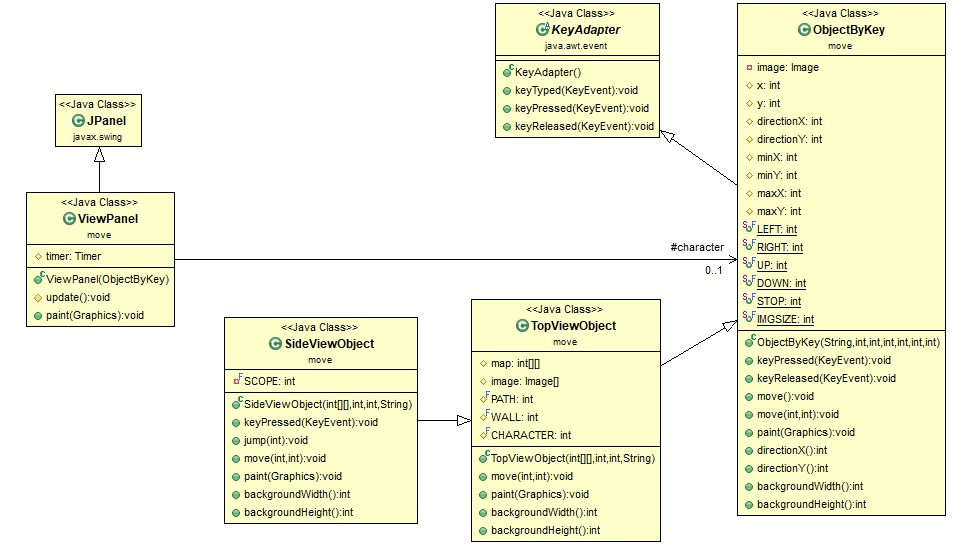 <<Java Class>>
KeyAdapter
java.awt.event
KeyAdapter()
keyTyped(KeyEvent):void
keyPressed(KeyEvent):void
keyReleased(KeyEvent):void
<<Java Class>>
ObjectByKey
move
image: Image
x: int
y: int
directionX: int
directionY: int
minX: int
minY: int
maxX: int
maxY: int
LEFT: int
RIGHT: int
UP: int
DOWN: int
STOP: int
IMGSIZE: int
ObjectByKey(String,int,int,int,int,int,int)
keyPressed(KeyEvent):void
keyReleased(KeyEvent):void
move():void
move(int,int):void
paint(Graphics):void
directionX():int
directionY():int
backgroundWidth():int
backgroundHeight():int
<<Java Class>>
JPanel
javax.swing
<<Java Class>>
ViewPanel
move
timer: Timer
ViewPanel(ObjectByKey)
update():void
paint(Graphics):void
#character
0..1
<<Java Class>>
SideViewObject
move
SCOPE: int
SideViewObject(int[][],int,int,String)
keyPressed(KeyEvent):void
jump(int):void
move(int,int):void
paint(Graphics):void
backgroundWidth():int
backgroundHeight():int
<<Java Class>>
TopViewObject
move
map: int[][]
image: Image[]
PATH: int
WALL: int
CHARACTER: int
TopViewObject(int[][],int,int,String)
move(int,int):void
paint(Graphics):void
backgroundWidth():int
backgroundHeight():int